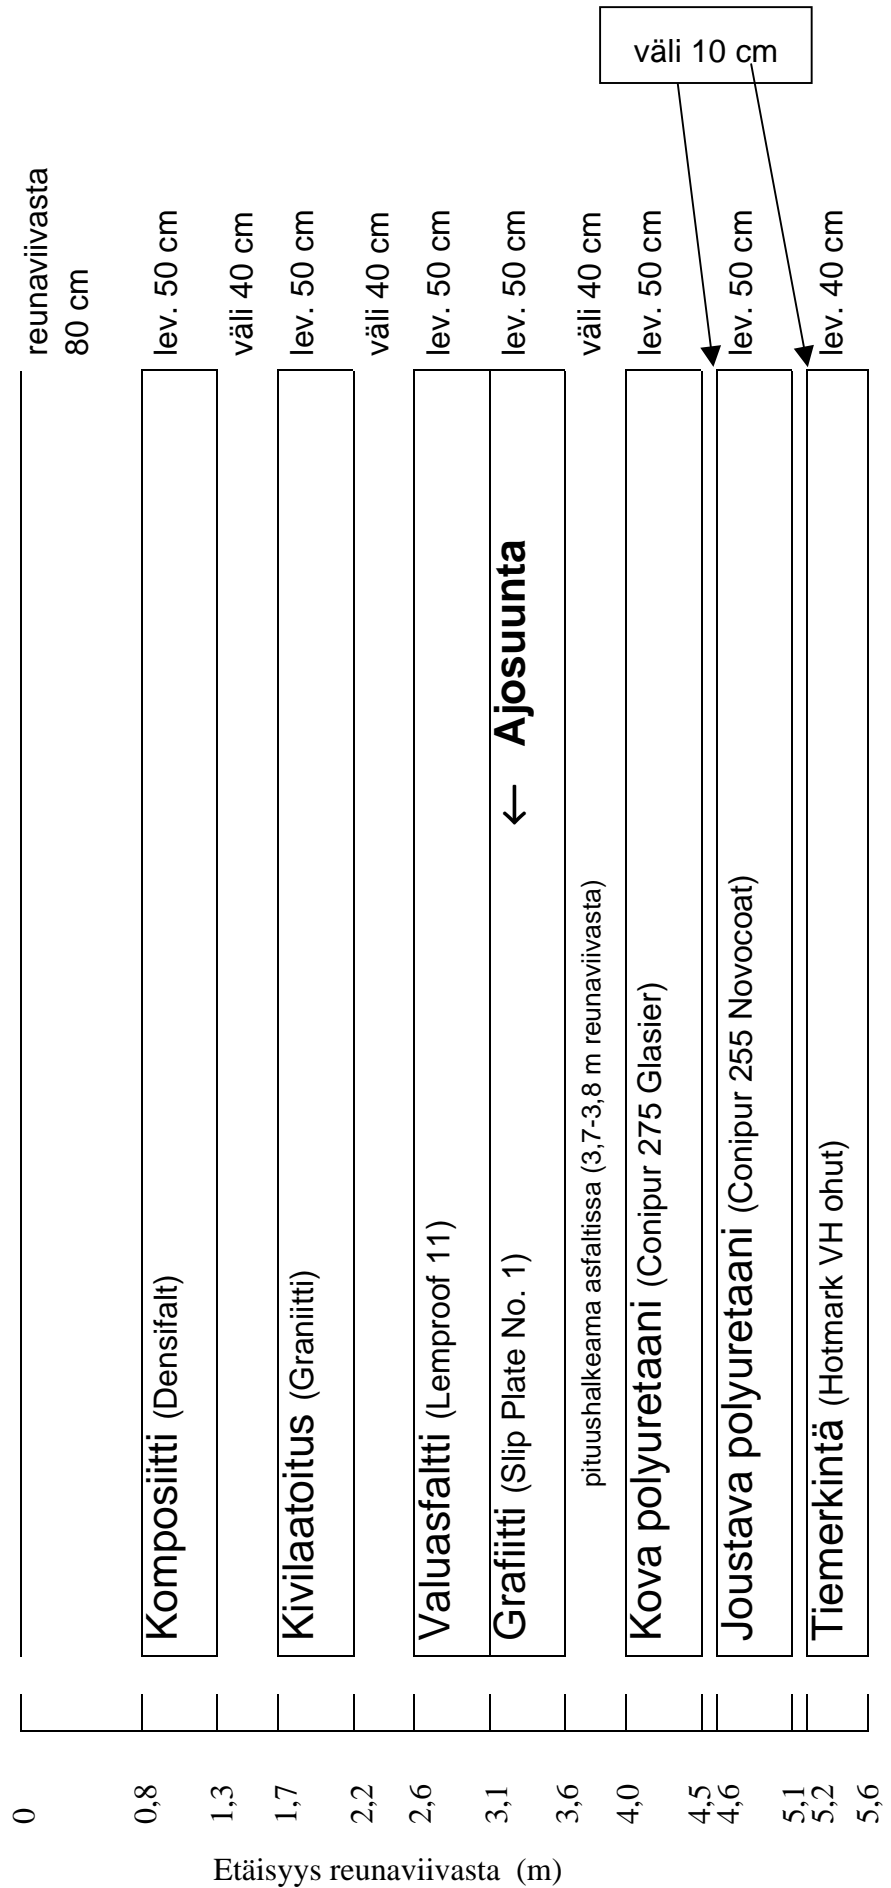 väli 10 cm
reunaviivasta
80 cm
lev. 50 cm
väli 40 cm
lev. 50 cm
väli 40 cm
lev. 50 cm
lev. 50 cm
väli 40 cm
lev. 50 cm
lev. 50 cm
lev. 40 cm
Komposiitti (Densifalt)
Kivilaatoitus (Graniitti)
Valuasfaltti (Lemproof 11)
Grafiitti (Slip Plate No. 1)
← Ajosuunta
pituushalkeama asfaltissa (3,7-3,8 m reunaviivasta)
Kova polyuretaani (Conipur 275 Glasier)
Joustava polyuretaani (Conipur 255 Novocoat)
Tiemerkintä (Hotmark VH ohut)
0
0,8
1,3
1,7
2,2
2,6
3,1
3,6
4,0
4,5
4,6
5,1
5,2
5,6
Etäisyys reunaviivasta (m)